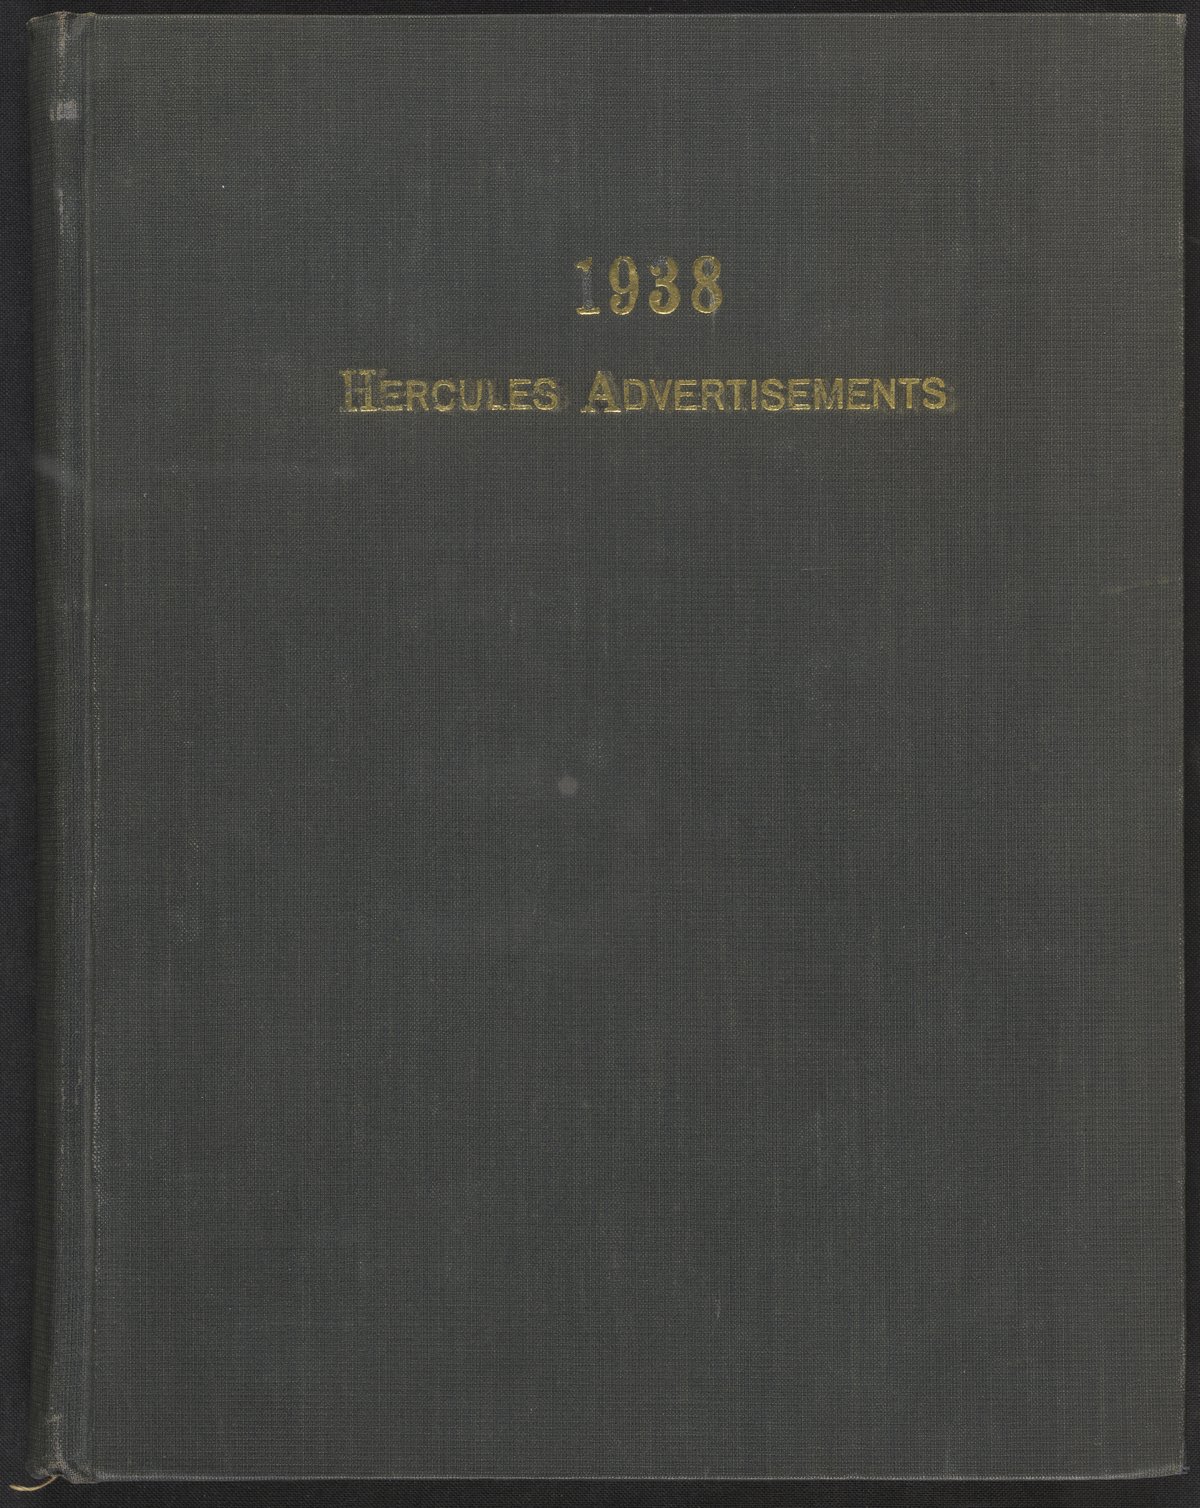 1938
HERCULES ADVERTISEMENTS